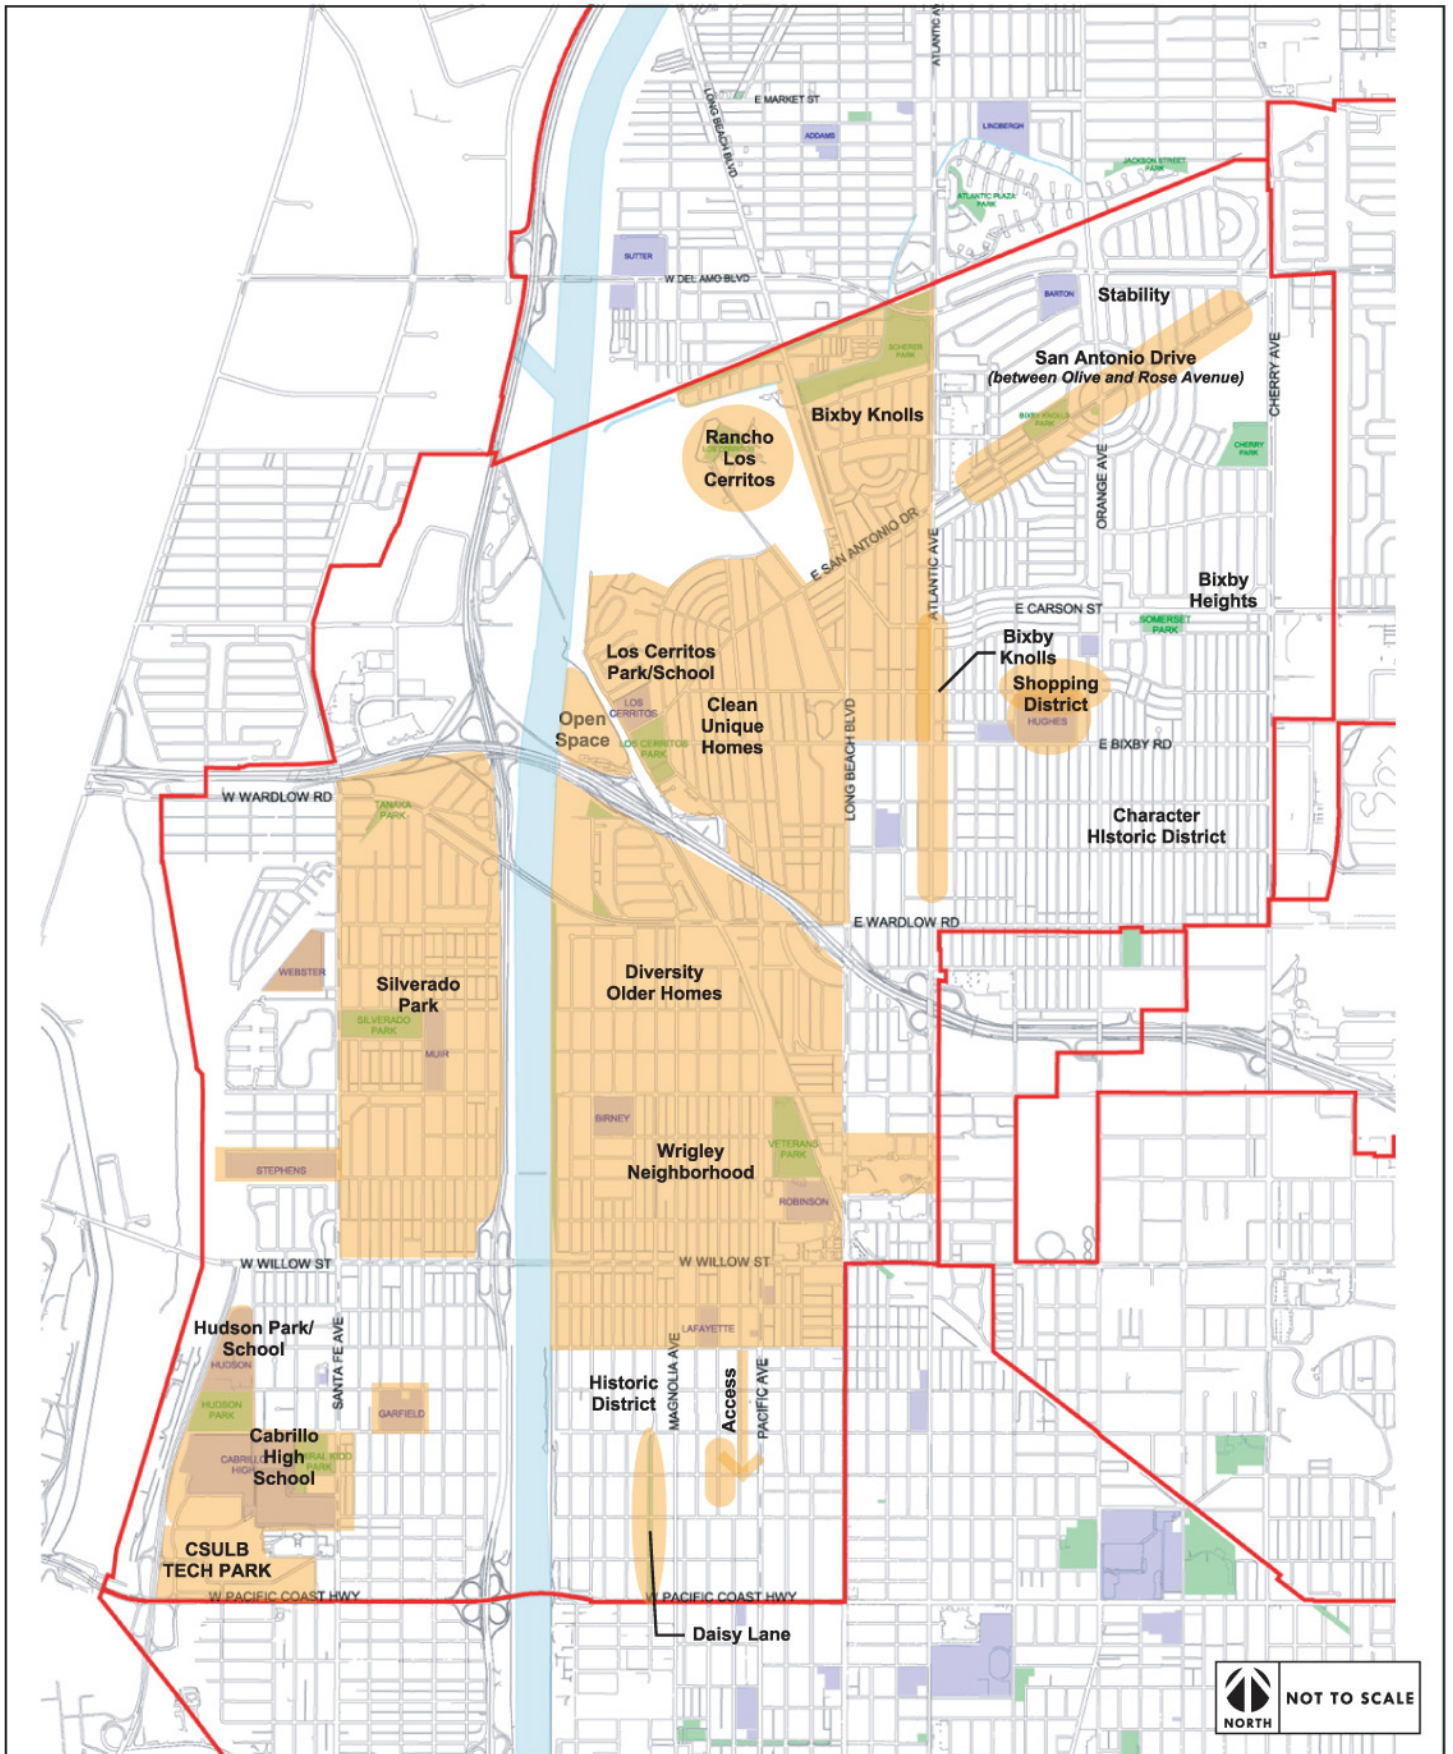 ATLANTIC AV
E MARKET ST
LONG BEACH BLVD
ADDAMS
LINDBERGH
JACKSON STREET
PARK
ATLANTIC PLAZA
PARK
SUTTER
W DEL AMO BLVD
BARTON
Stability
SCHERER
PARK
San Antonio Drive
(between Olive and Rose Avenue)
CHERRY AVE
Bixby Knolls
BIXBY KNOLLS
PARK
Rancho
Los
Cerritos
LOS CERRITOS
CHERRY
PARK
ORANGE AVE
E SAN ANTONIO DR
ATLANTIC AVE
Bixby
Heights
E CARSON ST
SOMERSET
PARK
Bixby
Knolls
Los Cerritos
Park/School
Shopping
District
HUGHES
LOS
CERRITOS
Clean
Unique
Homes
Open
Space
LOS CERRITOS
PARK
LONG BEACH BLVD
E BIXBY RD
W WARDLOW RD
TANAKA
PARK
Character
HIstoric District
E WARDLOW RD
WEBSTER
Silverado
Park
Diversity
Older Homes
SILVERADO
PARK
MUIR
BIRNEY
VETERANS
PARK
Wrigley
Neighborhood
STEPHENS
ROBINSON
W WILLOW ST
W WILLOW ST
Hudson Park/
School
HUDSON
SANTA FE AVE
LAFAYETTE
MAGNOLIA AVE
Historic
District
Access
PACIFIC AVE
HUDSON
PARK
GARFIELD
Cabrillo
High
School
CABRILLO
HIGH
PARK
CSULB
TECH PARK
W PACIFIC COAST HWY
W PACIFIC COAST HWY
Daisy Lane
NORTH
NOT TO SCALE